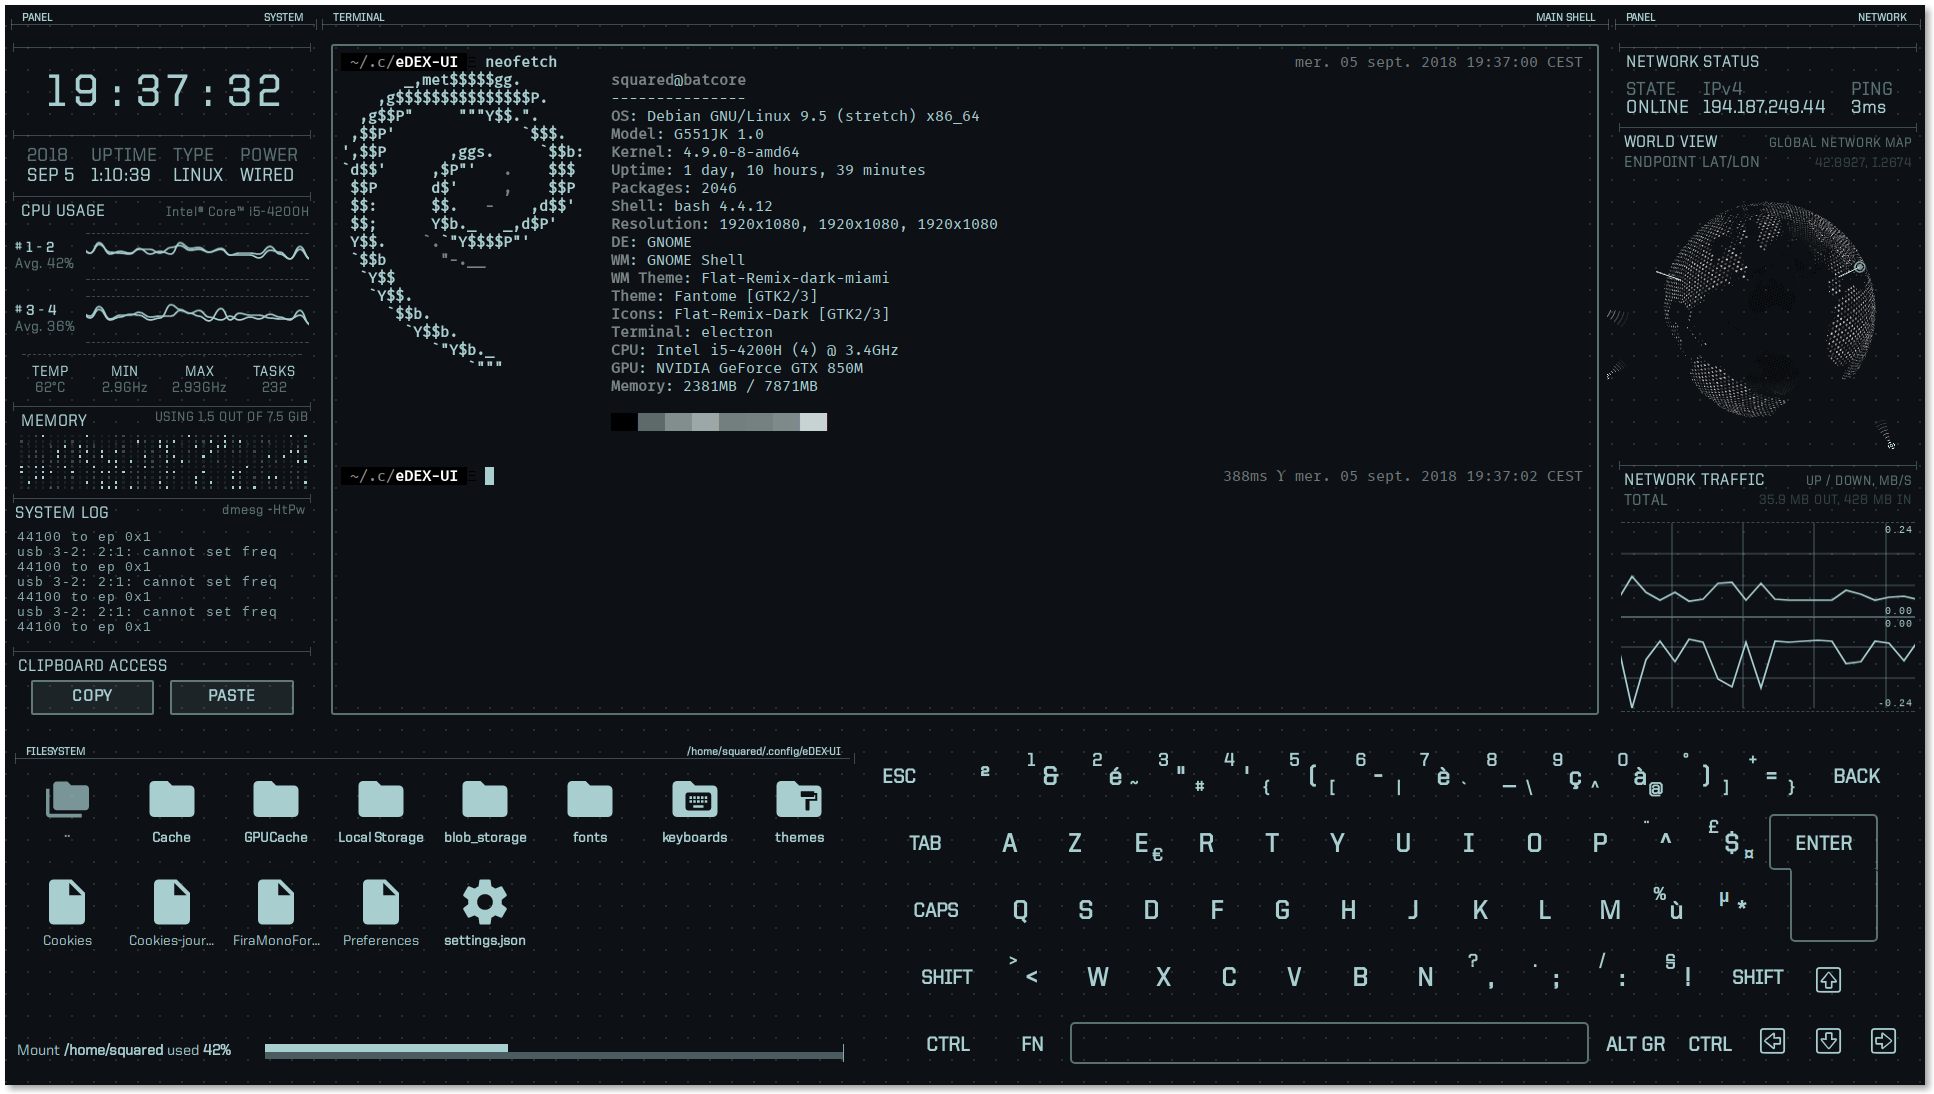 PANEL SYSTEM
TERMINAL MAIN SHELL
PANEL NETWORK
19:37:32
2018 UPTIME TYPE POWER
SEP 5 1:10:39 LINUX WIRED
CPU USAGE Intel® Core™ i5-4200H
# 1 - 2
Avg. 42%
# 3 - 4
Avg. 36%
TEMP MIN MAX TASKS
62°C 2.9GHz 2.93GHz 232
MEMORY USING 1.5 OUT OF 7.5 GiB
SYSTEM LOG dmesg -HtPw
44100 to ep 0x1
usb 3-2: 2:1: cannot set freq
44100 to ep 0x1
usb 3-2: 2:1: cannot set freq
44100 to ep 0x1
usb 3-2: 2:1: cannot set freq
44100 to ep 0x1
CLIPBOARD ACCESS
COPY PASTE
~/.c/eDEX-UI neofetch mer. 05 sept. 2018 19:37:00 CEST
_,met$$$$$gg.
,g$$$$$$$$$$$$$$$P.
,g$$P" """Y$$.".
,$$P' `$$$.
',$$P ,ggs. `$$b:
`d$$' ,$P"' . $$$
$$P d$' , $$P
$$: $$. - ,d$$'
$$; Y$b._ _,d$P'
Y$$. `.`"Y$$$$P"'
`$$b "-.__
`Y$$
`Y$$.
`$$b.
`Y$$b.
`"Y$b._
`"""
squared@batcore
---------------
OS: Debian GNU/Linux 9.5 (stretch) x86_64
Model: G551JK 1.0
Kernel: 4.9.0-8-amd64
Uptime: 1 day, 10 hours, 39 minutes
Packages: 2046
Shell: bash 4.4.12
Resolution: 1920x1080, 1920x1080, 1920x1080
DE: GNOME
WM: GNOME Shell
WM Theme: Flat-Remix-dark-miami
Theme: Fantome [GTK2/3]
Icons: Flat-Remix-Dark [GTK2/3]
Terminal: electron
CPU: Intel i5-4200H (4) @ 3.4GHz
GPU: NVIDIA GeForce GTX 850M
Memory: 2381MB / 7871MB
~/.c/eDEX-UI 388ms Y mer. 05 sept. 2018 19:37:02 CEST
NETWORK STATUS
STATE IPv4 PING
ONLINE 194.187.249.44 3ms
WORLD VIEW GLOBAL NETWORK MAP
ENDPOINT LAT/LON 42.8927, 1.2674
NETWORK TRAFFIC UP / DOWN, MB/S
TOTAL 35.9 MB OUT, 428 MB IN
0.24
0.00
0.00
-0.24
FILESYSTEM /home/squared/.config/eDEX-UI
.. Cache GPUCache Local Storage blob_storage fonts keyboards themes
Cookies Cookies-jour... FiraMonoFor... Preferences settings.json
Mount /home/squared used 42%
ESC ² 1 & 2 é ~ 3 " # 4 ' { 5 ( [ 6 - | 7 è ` 8 _ \ 9 ç ^ 0 à @ ° ) ] + = } BACK
TAB A Z E € R T Y U I O P ¨ ^ £ $ ¤ ENTER
CAPS Q S D F G H J K L M % ù µ *
SHIFT > < W X C V B N ? , . ; / : § ! SHIFT
CTRL FN ALT GR CTRL